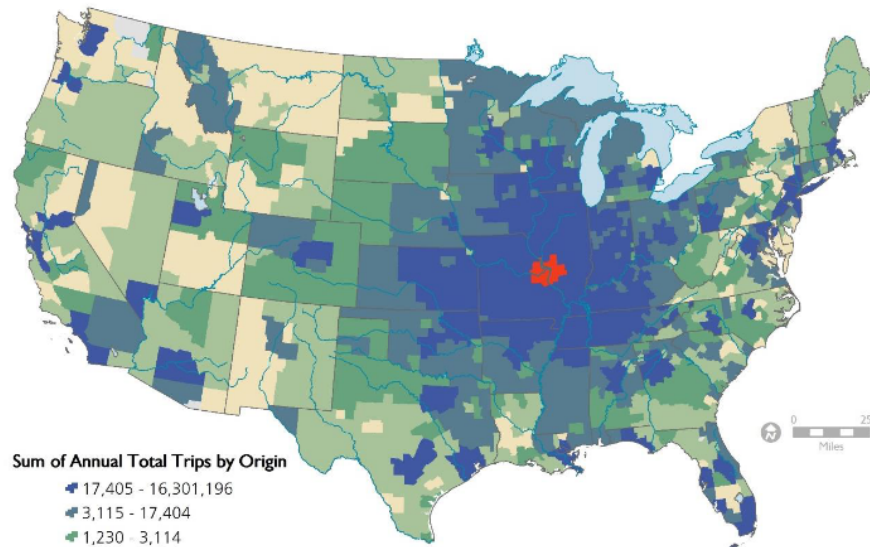 0 25
Miles
Sum of Annual Total Trips by Origin
17,405 - 16,301,196
3,115 - 17,404
1,230 - 3,114